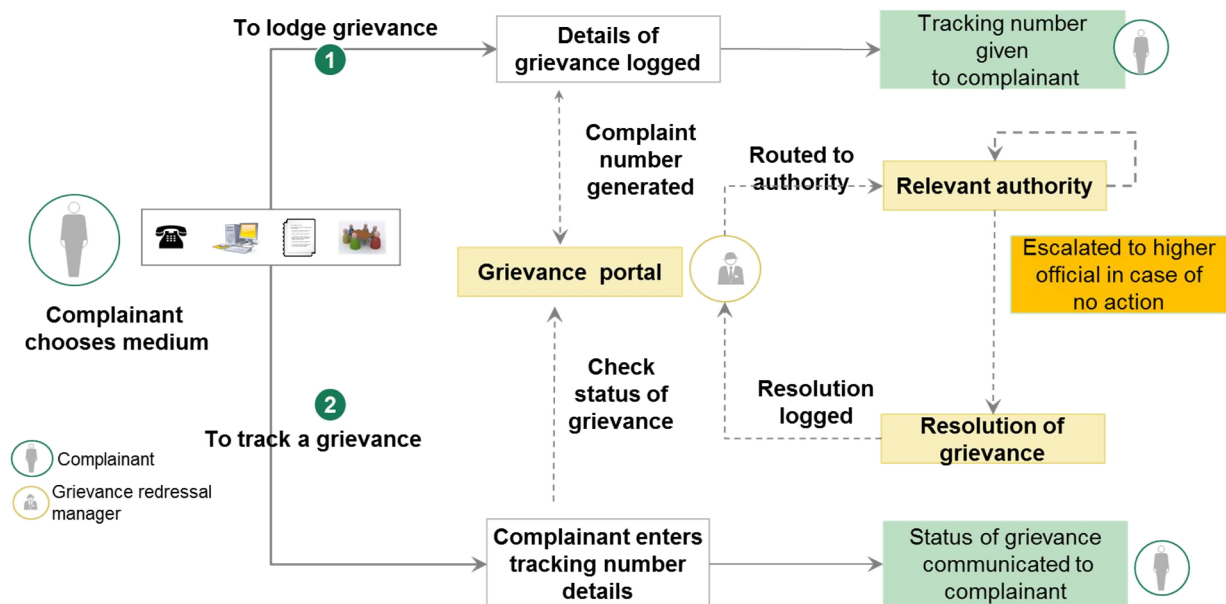 To lodge grievance
1
Details of
grievance logged
Tracking number
given
to complainant
Complaint
number
generated
Routed to
authority
Relevant authority
Grievance portal
Escalated to higher
official in case of
no action
Complainant
chooses medium
Check
status of
grievance
Resolution
logged
Resolution of
grievance
2
To track a grievance
Complainant
Grievance redressal
manager
Complainant enters
tracking number
details
Status of grievance
communicated to
complainant